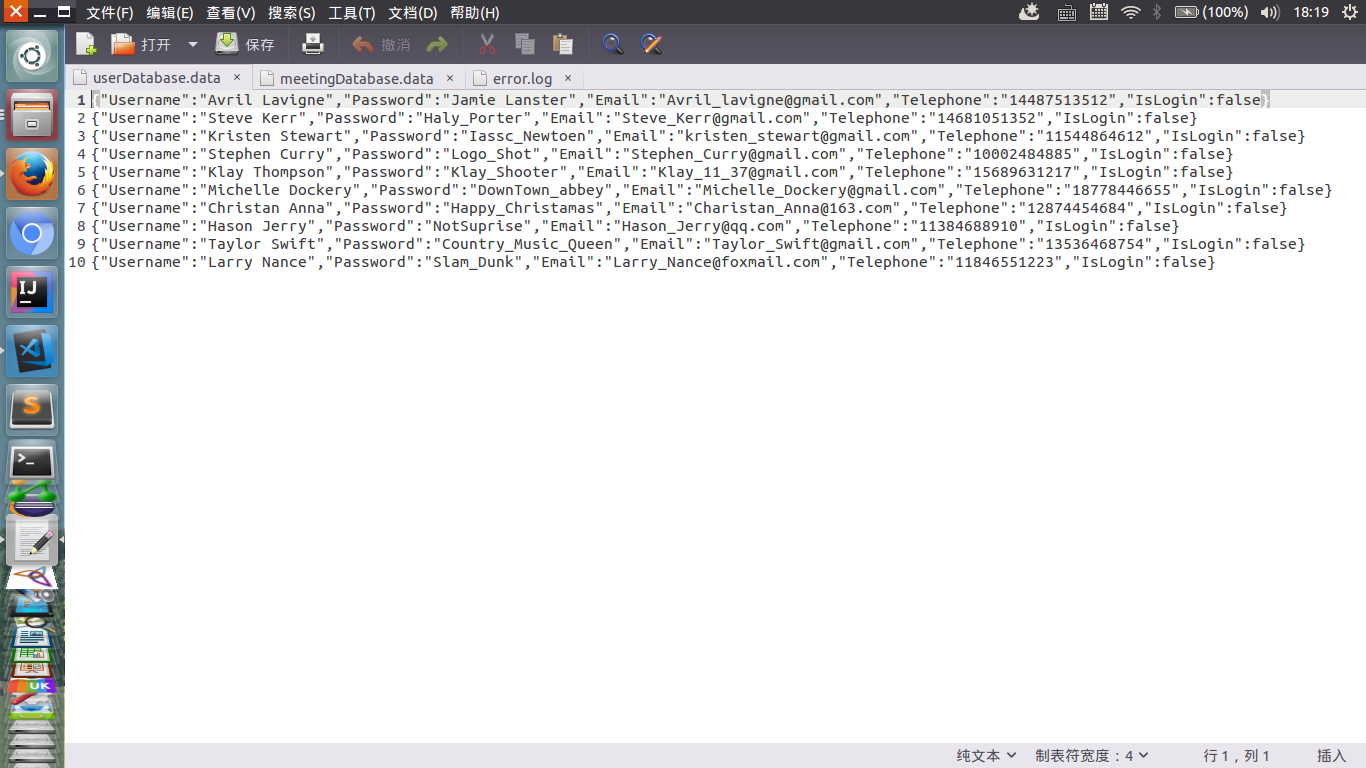 文件(F) 编辑(E) 查看(V) 搜索(S) 工具(T) 文档(D) 帮助(H) (100%) 18:19
打开 保存 撤消
userDatabase.data × meetingDatabase.data × error.log ×
1 {"Username":"Avril Lavigne","Password":"Jamie Lanster","Email":"Avril_lavigne@gmail.com","Telephone":"14487513512","IsLogin":false}
2 {"Username":"Steve Kerr","Password":"Haly_Porter","Email":"Steve_Kerr@gmail.com","Telephone":"14681051352","IsLogin":false}
3 {"Username":"Kristen Stewart","Password":"Iassc_Newtoen","Email":"kristen_stewart@gmail.com","Telephone":"11544864612","IsLogin":false}
4 {"Username":"Stephen Curry","Password":"Logo_Shot","Email":"Stephen_Curry@gmail.com","Telephone":"10002484885","IsLogin":false}
5 {"Username":"Klay Thompson","Password":"Klay_Shooter","Email":"Klay_11_37@gmail.com","Telephone":"15689631217","IsLogin":false}
6 {"Username":"Michelle Dockery","Password":"DownTown_abbey","Email":"Michelle_Dockery@gmail.com","Telephone":"18778446655","IsLogin":false}
7 {"Username":"Christan Anna","Password":"Happy_Christamas","Email":"Charistan_Anna@163.com","Telephone":"12874454684","IsLogin":false}
8 {"Username":"Hason Jerry","Password":"NotSuprise","Email":"Hason_Jerry@qq.com","Telephone":"11384688910","IsLogin":false}
9 {"Username":"Taylor Swift","Password":"Country_Music_Queen","Email":"Taylor_Swift@gmail.com","Telephone":"13536468754","IsLogin":false}
10 {"Username":"Larry Nance","Password":"Slam_Dunk","Email":"Larry_Nance@foxmail.com","Telephone":"11846551223","IsLogin":false}
IJ
S
>_
UK
纯文本 制表符宽度：4 行 1，列 1 插入